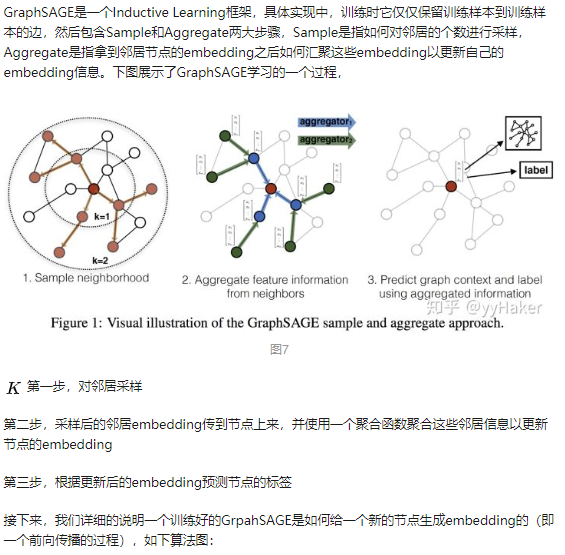 GraphSAGE是一个Inductive Learning框架，具体实现中，训练时它仅仅保留训练样本到训练样
本的边，然后包含Sample和Aggregate两大步骤，Sample是指如何对邻居的个数进行采样，
Aggregate是指拿到邻居节点的embedding之后如何汇聚这些embedding以更新自己的
embedding信息。下图展示了GraphSAGE学习的一个过程，
aggregator₁
aggregator₂
label
k=1
k=2
1. Sample neighborhood
2. Aggregate feature information
from neighbors
3. Predict graph context and label
using aggregated information
知乎 @yyHaker
Figure 1: Visual illustration of the GraphSAGE sample and aggregate approach.
图7
K 第一步，对邻居采样
第二步，采样后的邻居embedding传到节点上来，并使用一个聚合函数聚合这些邻居信息以更新
节点的embedding
第三步，根据更新后的embedding预测节点的标签
接下来，我们详细的说明一个训练好的GrpahSAGE是如何给一个新的节点生成embedding的（即
一个前向传播的过程），如下算法图：